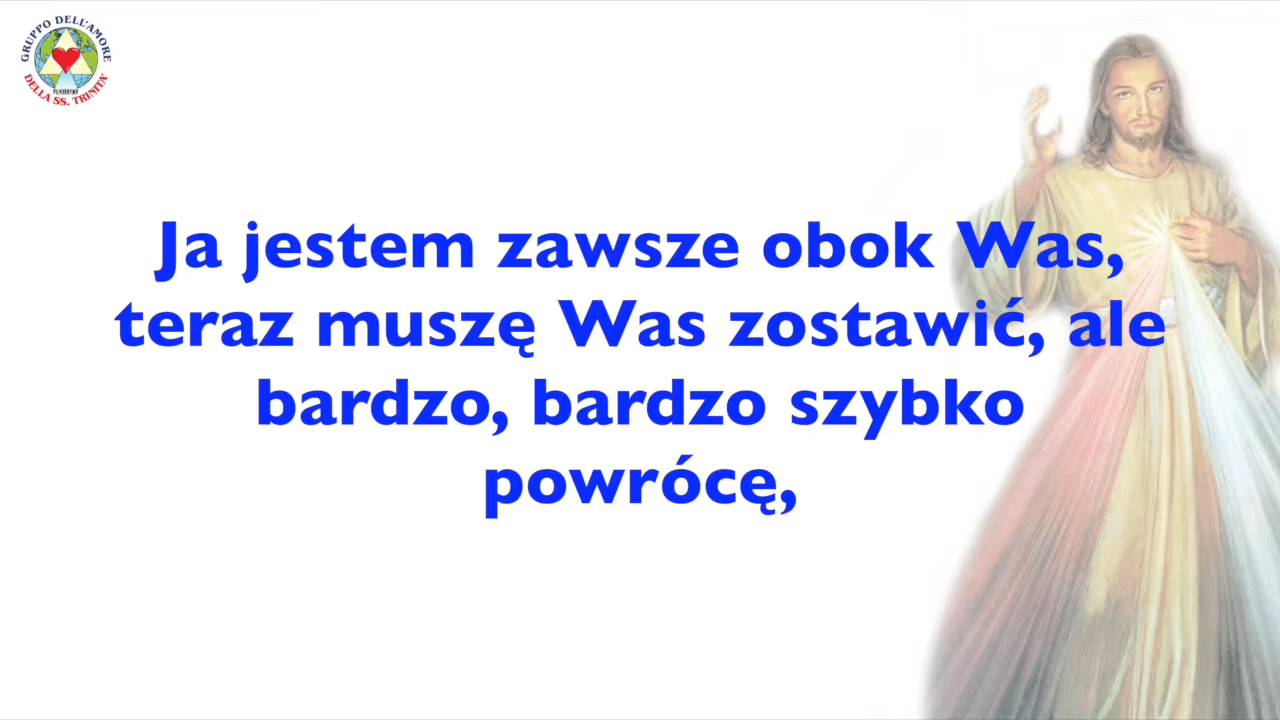 GRUPPO DELL'AMORE
DELLA SS. TRINITA'
Ja jestem zawsze obok Was,
teraz muszę Was zostawić, ale
bardzo, bardzo szybko
powrócę,